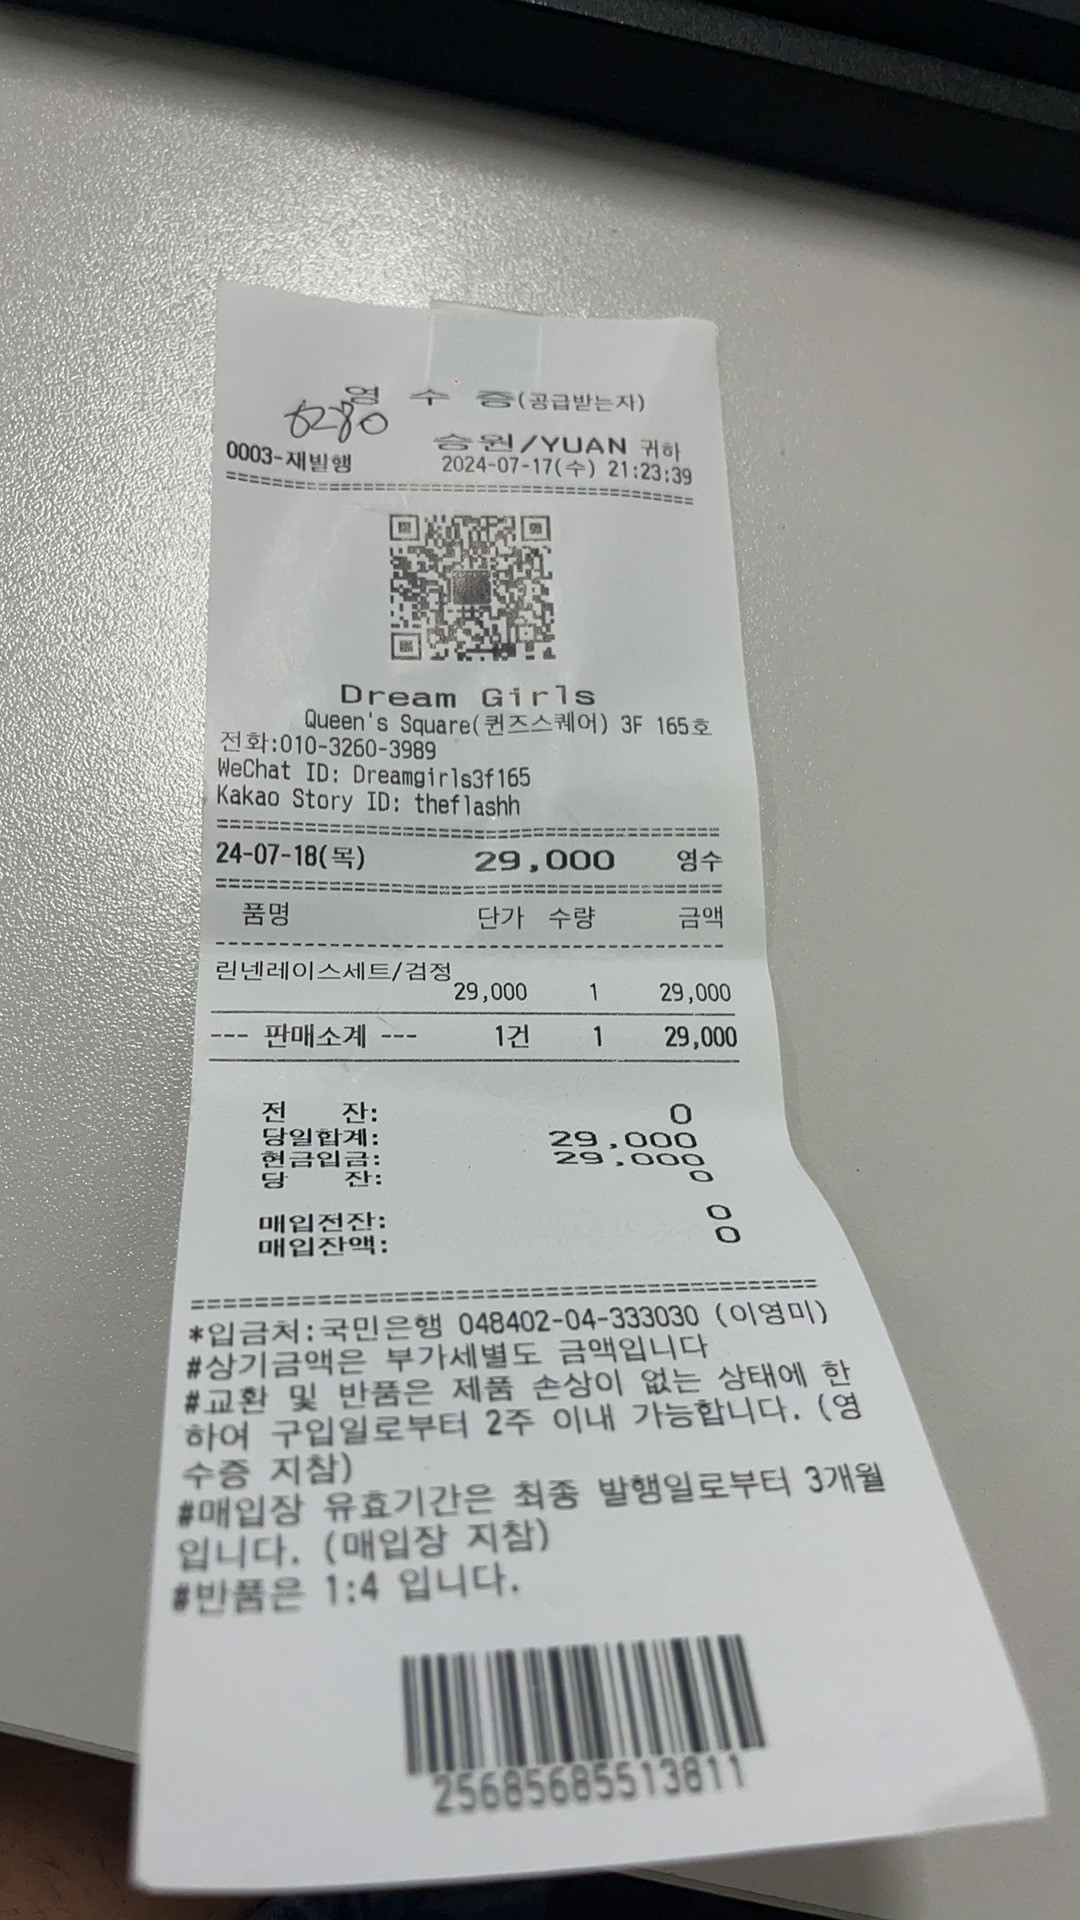 영 수 증(공급받는자)
6280
승원/YUAN 귀하
0003-재발행
2024-07-17(수) 21:23:39
Dream Girls
Queen's Square(퀸즈스퀘어) 3F 165호
전화:010-3260-3989
WeChat ID: Dreamgirls3f165
Kakao Story ID: theflashh
24-07-18(목) 29,000 영수
품명 단가 수량 금액
린넨레이스세트/검정
29,000 1 29,000
--- 판매소계 --- 1건 1 29,000
전 잔: 0
당일합계: 29,000
현금입금: 29,000
당 잔: 0
매입전잔: 0
매입잔액: 0
*입금처:국민은행 048402-04-333030 (이영미)
#상기금액은 부가세별도 금액입니다
#교환 및 반품은 제품 손상이 없는 상태에 한
하여 구입일로부터 2주 이내 가능합니다. (영
수증 지참)
#매입장 유효기간은 최종 발행일로부터 3개월
입니다. (매입장 지참)
#반품은 1:4 입니다.
25685685513811